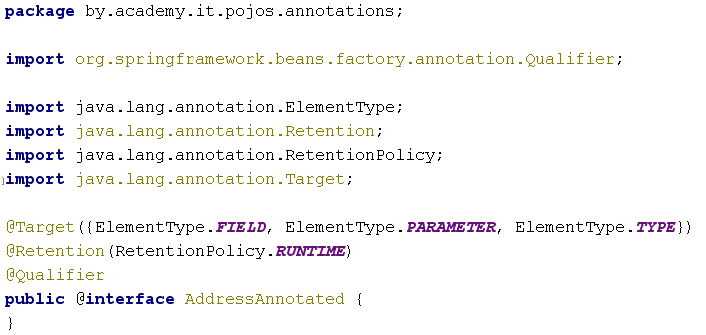 package by.academy.it.pojos.annotations;
import org.springframework.beans.factory.annotation.Qualifier;
import java.lang.annotation.ElementType;
import java.lang.annotation.Retention;
import java.lang.annotation.RetentionPolicy;
import java.lang.annotation.Target;
@Target({ElementType.FIELD, ElementType.PARAMETER, ElementType.TYPE})
@Retention(RetentionPolicy.RUNTIME)
@Qualifier
public @interface AddressAnnotated {
}